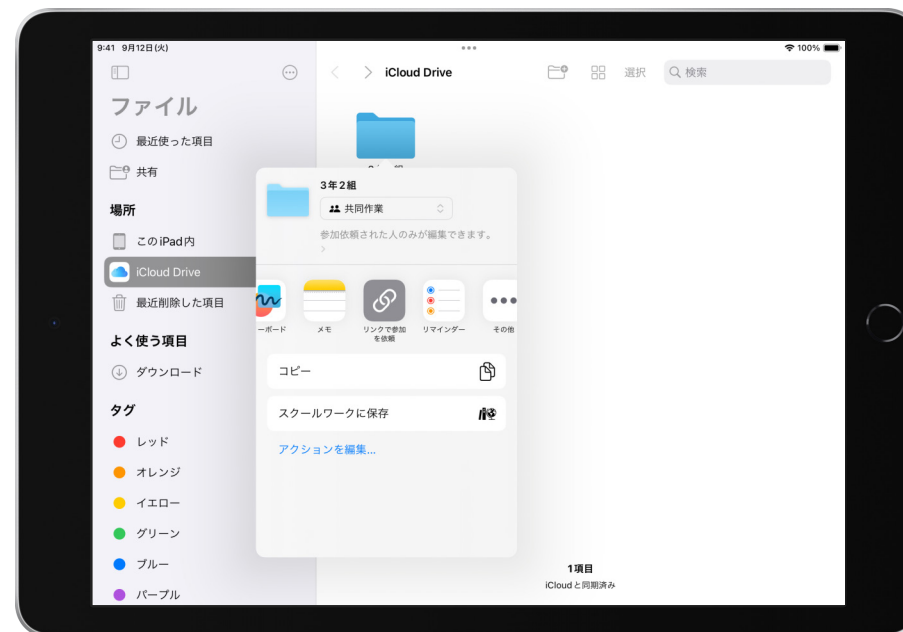 9:41 9月12日(火)
100%
iCloud Drive
選択
検索
ファイル
最近使った項目
共有
場所
このiPad内
iCloud Drive
最近削除した項目
よく使う項目
ダウンロード
タグ
レッド
オレンジ
イエロー
グリーン
ブルー
パープル
3年2組
共同作業
参加依頼された人のみが編集できます。
ーボード
メモ
リンクで参加
を依頼
リマインダー
その他
コピー
スクールワークに保存
アクションを編集...
1項目
iCloudと同期済み